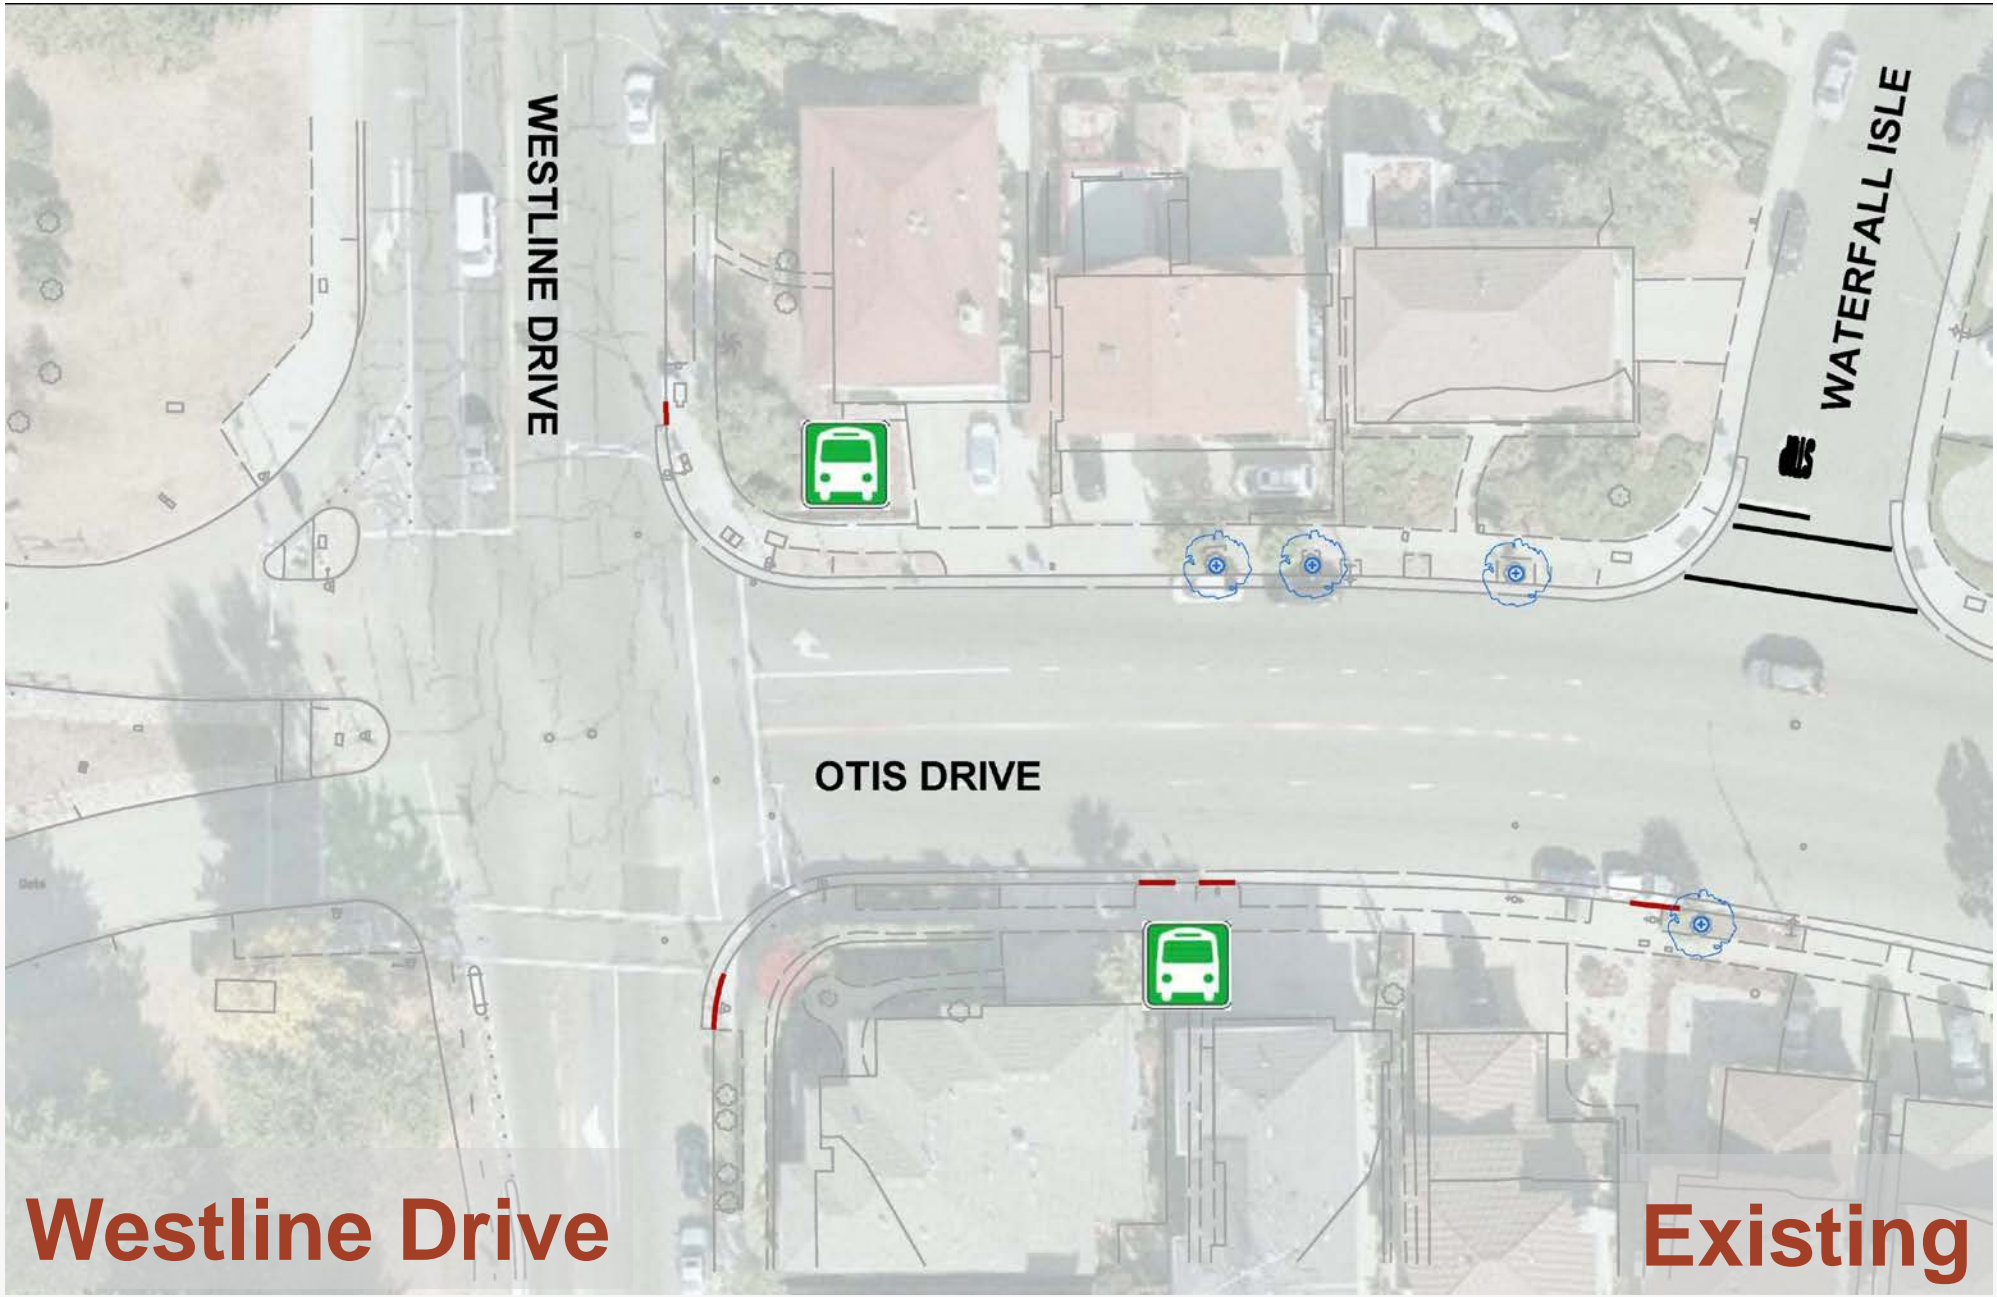 WESTLINE DRIVE
WATERFALL ISLE
OTIS DRIVE
Westline Drive
Existing